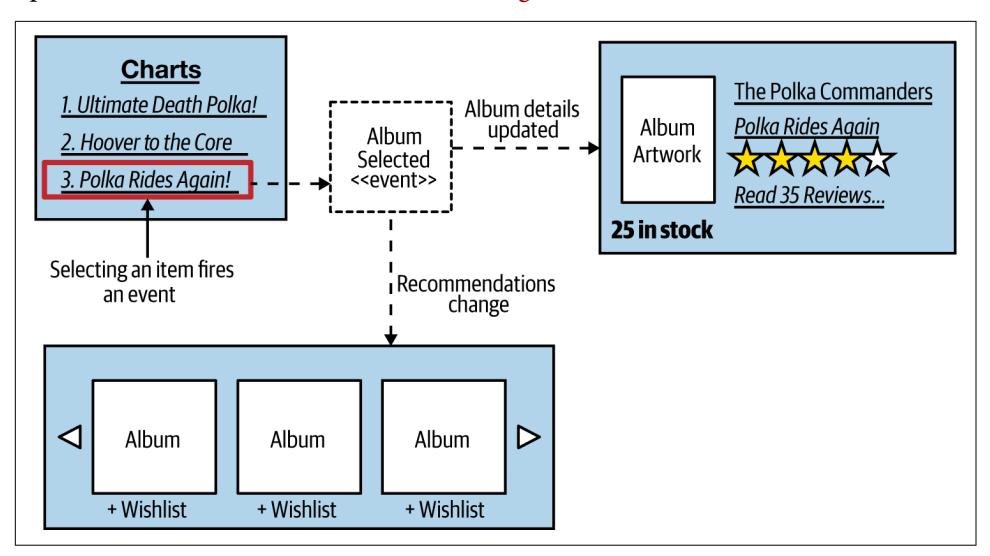 Charts
1. Ultimate Death Polka!
2. Hoover to the Core
3. Polka Rides Again!
Selecting an item fires
an event
Album
Selected
<<event>>
Album details
updated
Album
Artwork
The Polka Commanders
Polka Rides Again
Read 35 Reviews...
25 in stock
Recommendations
change
Album
Album
Album
+ Wishlist
+ Wishlist
+ Wishlist